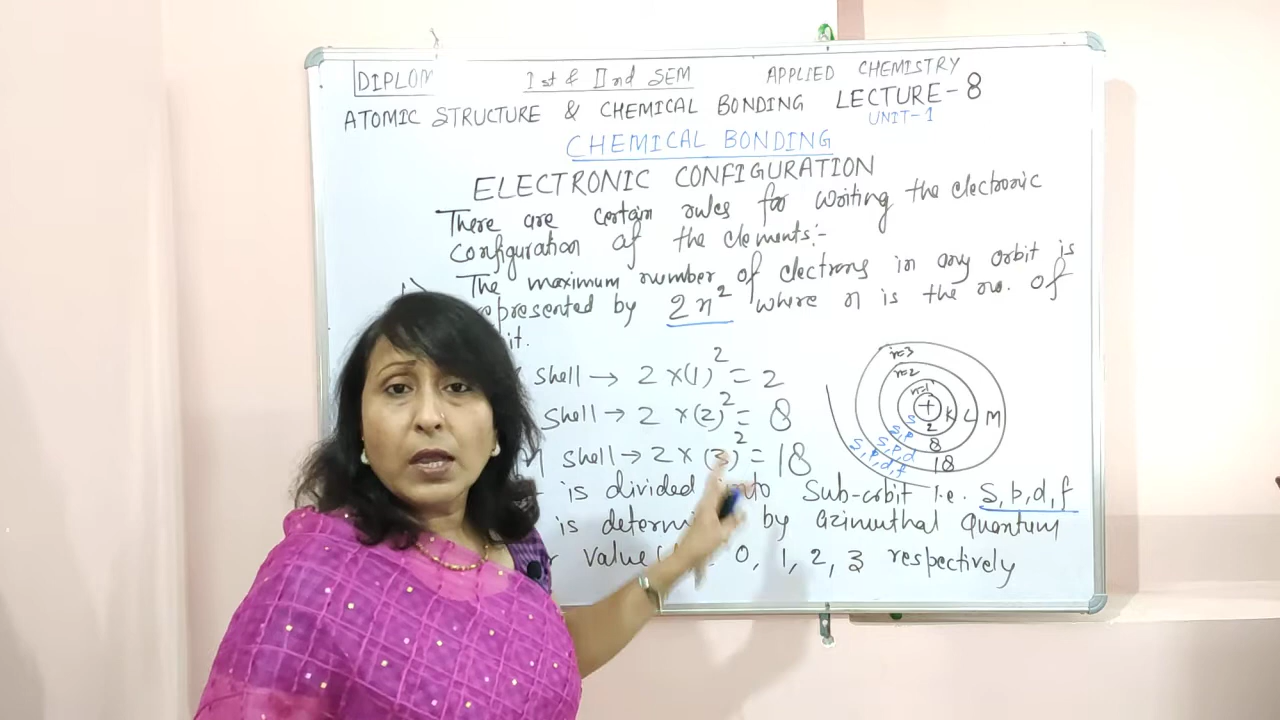 DIPLOM Ist & IInd SEM APPLIED CHEMISTRY
ATOMIC STRUCTURE & CHEMICAL BONDING LECTURE-8
UNIT-1
CHEMICAL BONDING
ELECTRONIC CONFIGURATION
There are certain rules for writing the electronic
configuration of the elements:-
1) The maximum number of electrons in any orbit is
represented by 2n² where n is the no. of
shell → 2×(1)² = 2
shell → 2×(2)² = 8
M shell → 2×(3)² = 18
is divided into Sub-orbit i.e. s,p,d,f
is by azimuthal Quantum
value 0, 1, 2, 3 respectively
n=3
n=2
n=1
+ K L M
s 2
s,p 8
s,p,d 18
s,p,d,f